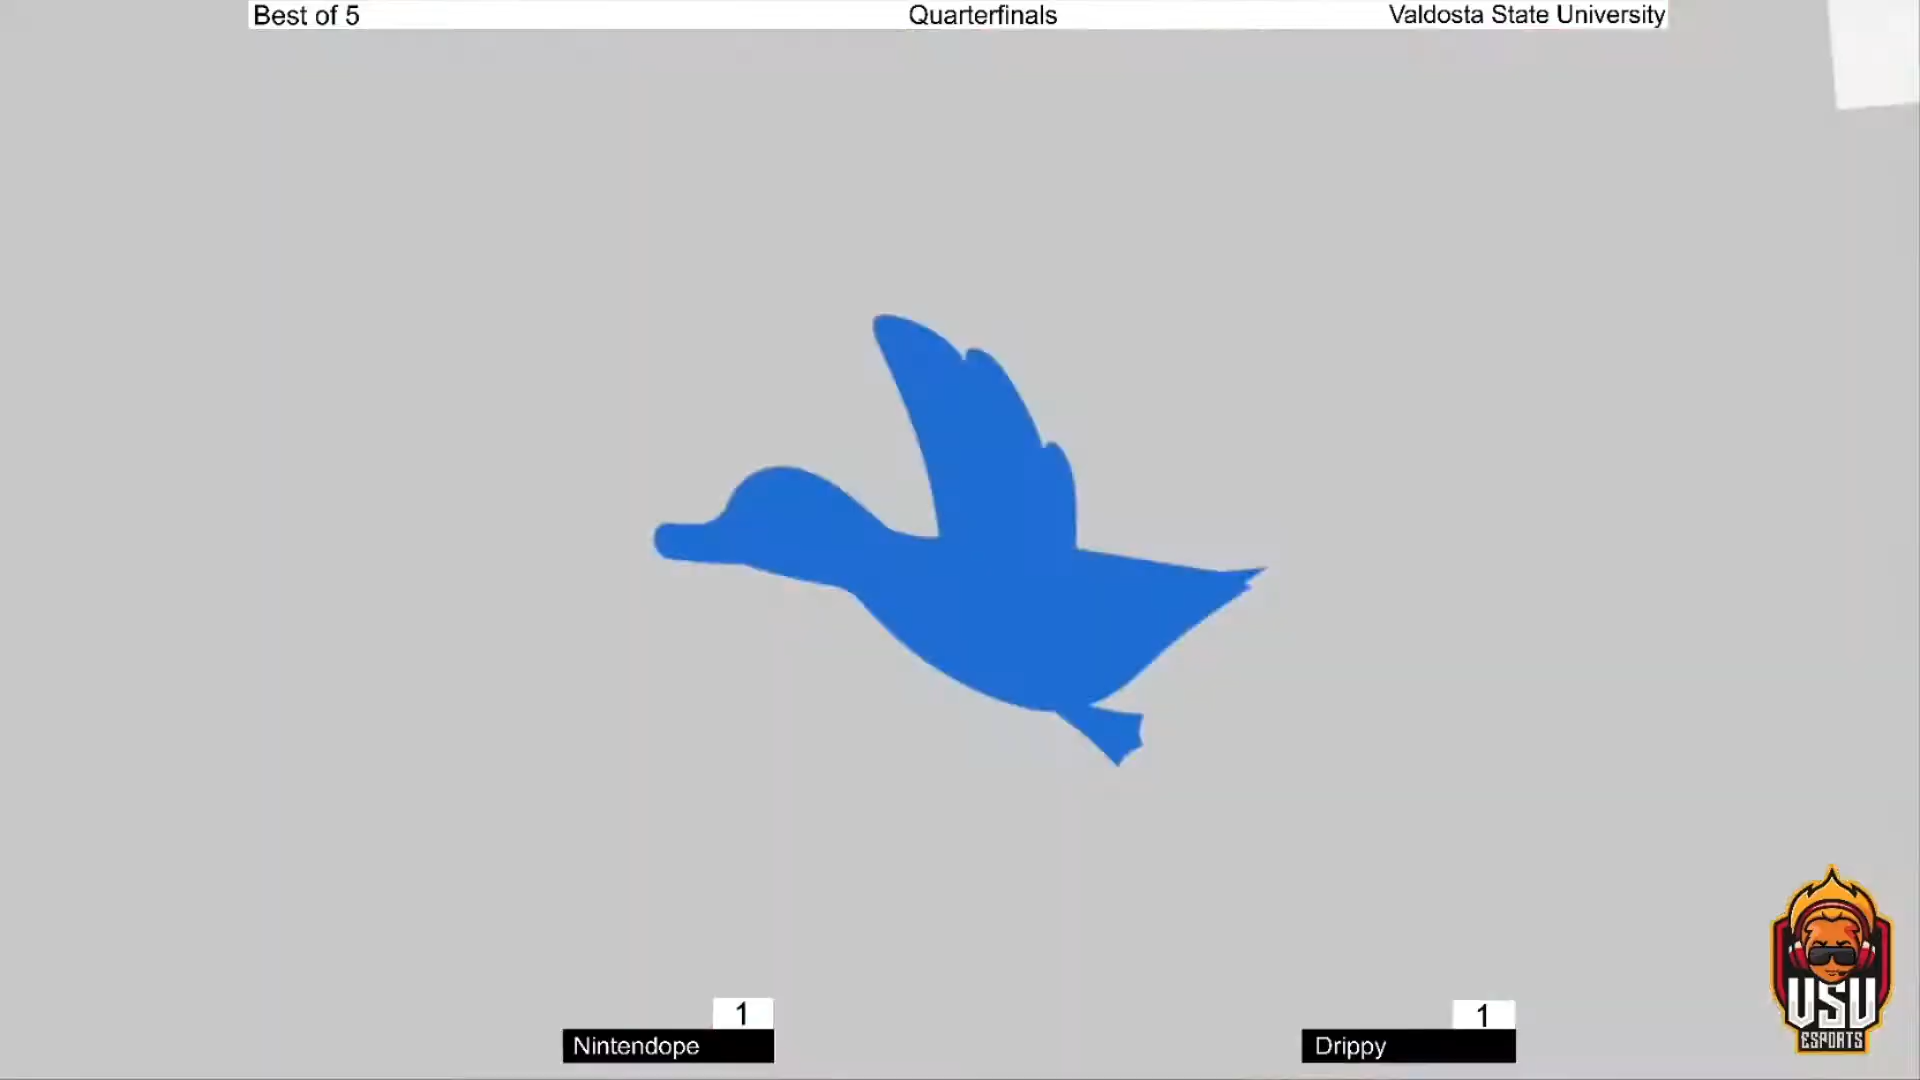 Best of 5
Quarterfinals
Valdosta State University
1
Nintendope
1
Drippy
VSU
ESPORTS